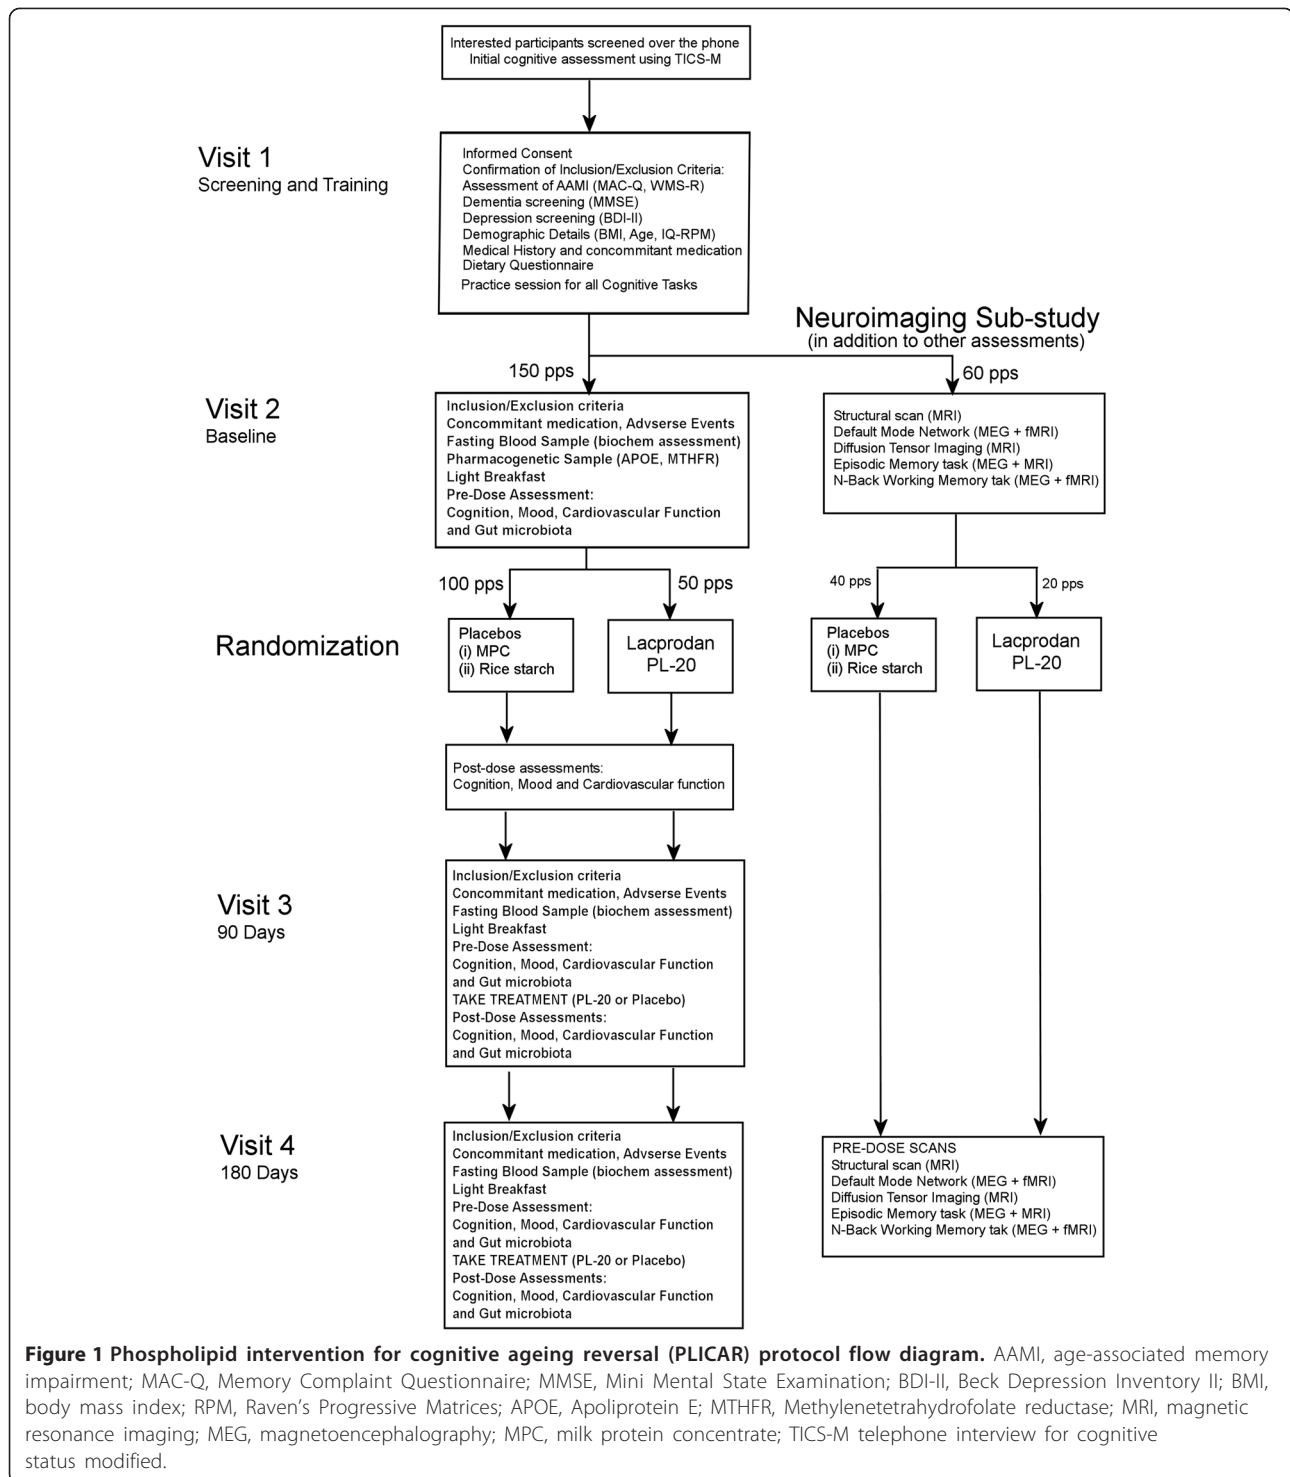 Interested participants screened over the phone
Initial cognitive assessment using TICS-M
Visit 1
Screening and Training
Informed Consent
Confirmation of Inclusion/Exclusion Criteria:
Assessment of AAMI (MAC-Q, WMS-R)
Dementia screening (MMSE)
Depression screening (BDI-II)
Demographic Details (BMI, Age, IQ-RPM)
Medical History and concommitant medication
Dietary Questionnaire
Practice session for all Cognitive Tasks
Neuroimaging Sub-study
(in addition to other assessments)
150 pps
60 pps
Visit 2
Baseline
Inclusion/Exclusion criteria
Concommitant medication, Advserse Events
Fasting Blood Sample (biochem assessment)
Pharmacogenetic Sample (APOE, MTHFR)
Light Breakfast
Pre-Dose Assessment:
Cognition, Mood, Cardiovascular Function
and Gut microbiota
Structural scan (MRI)
Default Mode Network (MEG + fMRI)
Diffusion Tensor Imaging (MRI)
Episodic Memory task (MEG + MRI)
N-Back Working Memory tak (MEG + fMRI)
100 pps
50 pps
40 pps
20 pps
Randomization
Placebos
(i) MPC
(ii) Rice starch
Lacprodan
PL-20
Placebos
(i) MPC
(ii) Rice starch
Lacprodan
PL-20
Post-dose assessments:
Cognition, Mood and Cardiovascular function
Visit 3
90 Days
Inclusion/Exclusion criteria
Concommitant medication, Advserse Events
Fasting Blood Sample (biochem assessment)
Light Breakfast
Pre-Dose Assessment:
Cognition, Mood, Cardiovascular Function
and Gut microbiota
TAKE TREATMENT (PL-20 or Placebo)
Post-Dose Assessments:
Cognition, Mood, Cardiovascular Function
and Gut microbiota
Visit 4
180 Days
Inclusion/Exclusion criteria
Concommitant medication, Advserse Events
Fasting Blood Sample (biochem assessment)
Light Breakfast
Pre-Dose Assessment:
Cognition, Mood, Cardiovascular Function
and Gut microbiota
TAKE TREATMENT (PL-20 or Placebo)
Post-Dose Assessments:
Cognition, Mood, Cardiovascular Function
and Gut microbiota
PRE-DOSE SCANS
Structural scan (MRI)
Default Mode Network (MEG + fMRI)
Diffusion Tensor Imaging (MRI)
Episodic Memory task (MEG + MRI)
N-Back Working Memory tak (MEG + fMRI)
Figure 1 Phospholipid intervention for cognitive ageing reversal (PLICAR) protocol flow diagram. AAMI, age-associated memory
impairment; MAC-Q, Memory Complaint Questionnaire; MMSE, Mini Mental State Examination; BDI-II, Beck Depression Inventory II; BMI,
body mass index; RPM, Raven's Progressive Matrices; APOE, Apoliprotein E; MTHFR, Methylenetetrahydrofolate reductase; MRI, magnetic
resonance imaging; MEG, magnetoencephalography; MPC, milk protein concentrate; TICS-M telephone interview for cognitive
status modified.